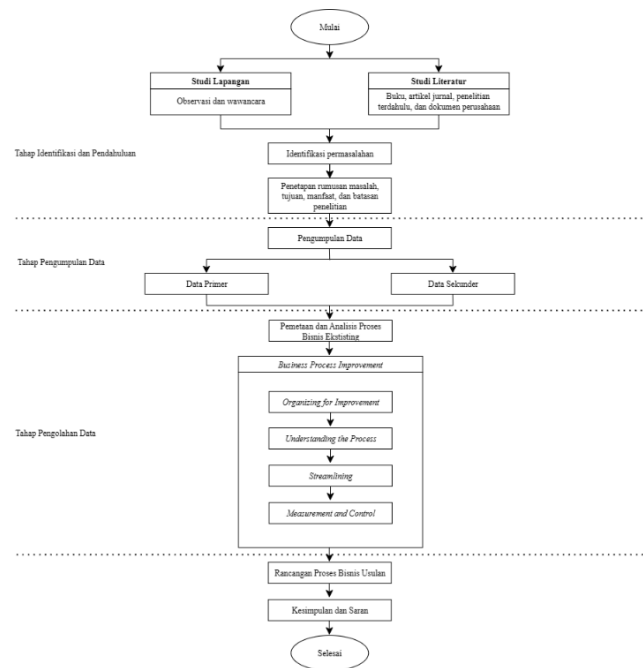 Mulai
Studi Lapangan
Observasi dan wawancara
Studi Literatur
Buku, artikel jurnal, penelitian
terdahulu, dan dokumen perusahaan
Tahap Identifikasi dan Pendahuluan
Identifikasi permasalahan
Penetapan rumusan masalah,
tujuan, manfaat, dan batasan
penelitian
Pengumpulan Data
Tahap Pengumpulan Data
Data Primer
Data Sekunder
Pemetaan dan Analisis Proses
Bisnis Ekstisting
Business Process Improvement
Organizing for Improvement
Understanding the Process
Tahap Pengolahan Data
Streamlining
Measurement and Control
Rancangan Proses Bisnis Usulan
Kesimpulan dan Saran
Selesai